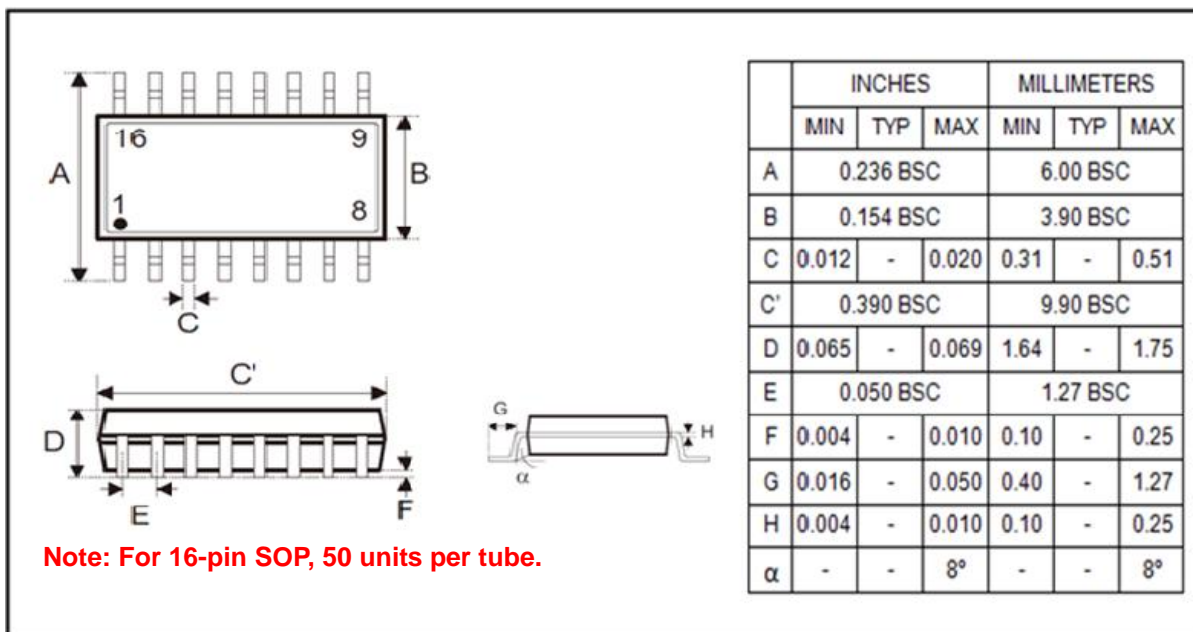 16 9
1 8
A
B
C
C'
D
E
F
G
H
α
Note: For 16-pin SOP, 50 units per tube.
INCHES MILLIMETERS
MIN TYP MAX MIN TYP MAX
A 0.236 BSC 6.00 BSC
B 0.154 BSC 3.90 BSC
C 0.012 - 0.020 0.31 - 0.51
C' 0.390 BSC 9.90 BSC
D 0.065 - 0.069 1.64 - 1.75
E 0.050 BSC 1.27 BSC
F 0.004 - 0.010 0.10 - 0.25
G 0.016 - 0.050 0.40 - 1.27
H 0.004 - 0.010 0.10 - 0.25
α - - 8º - - 8º